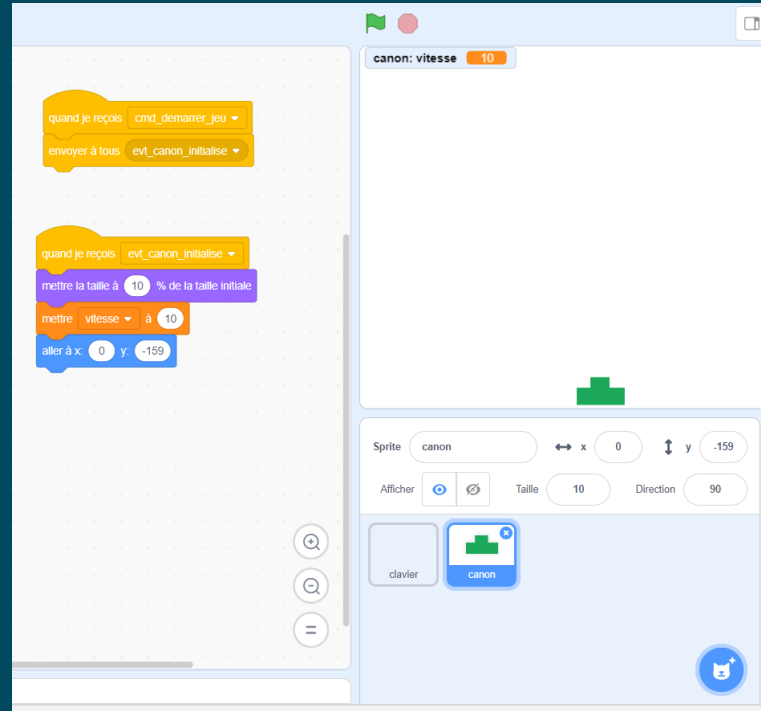 canon: vitesse 10
quand je reçois cmd_demarrer_jeu
envoyer à tous evt_canon_initialise
quand je reçois evt_canon_initialise
mettre la taille à 10 % de la taille initiale
mettre vitesse à 10
aller à x: 0 y: -159
Sprite canon x 0 y -159
Afficher Taille 10 Direction 90
clavier canon